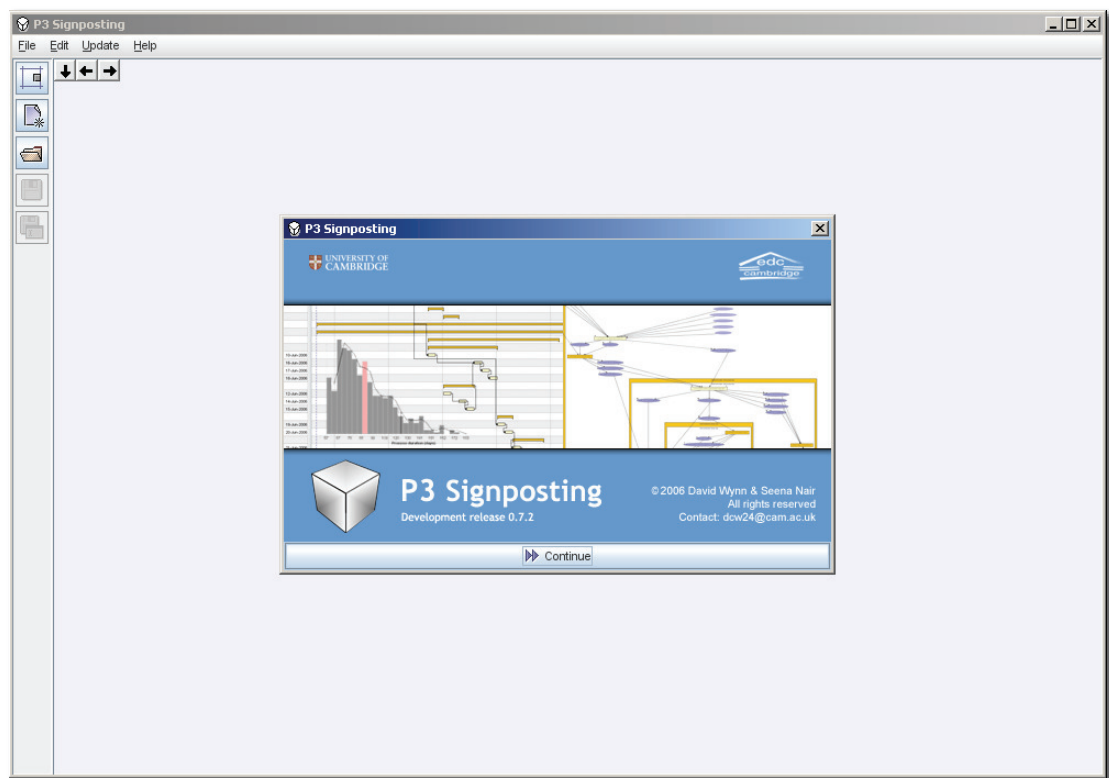 P3 Signposting
File Edit Update Help
P3 Signposting
UNIVERSITY OF
CAMBRIDGE
edc
cambridge
P3 Signposting
Development release 0.7.2
©2006 David Wynn & Seena Nair
All rights reserved
Contact: dcw24@cam.ac.uk
Continue